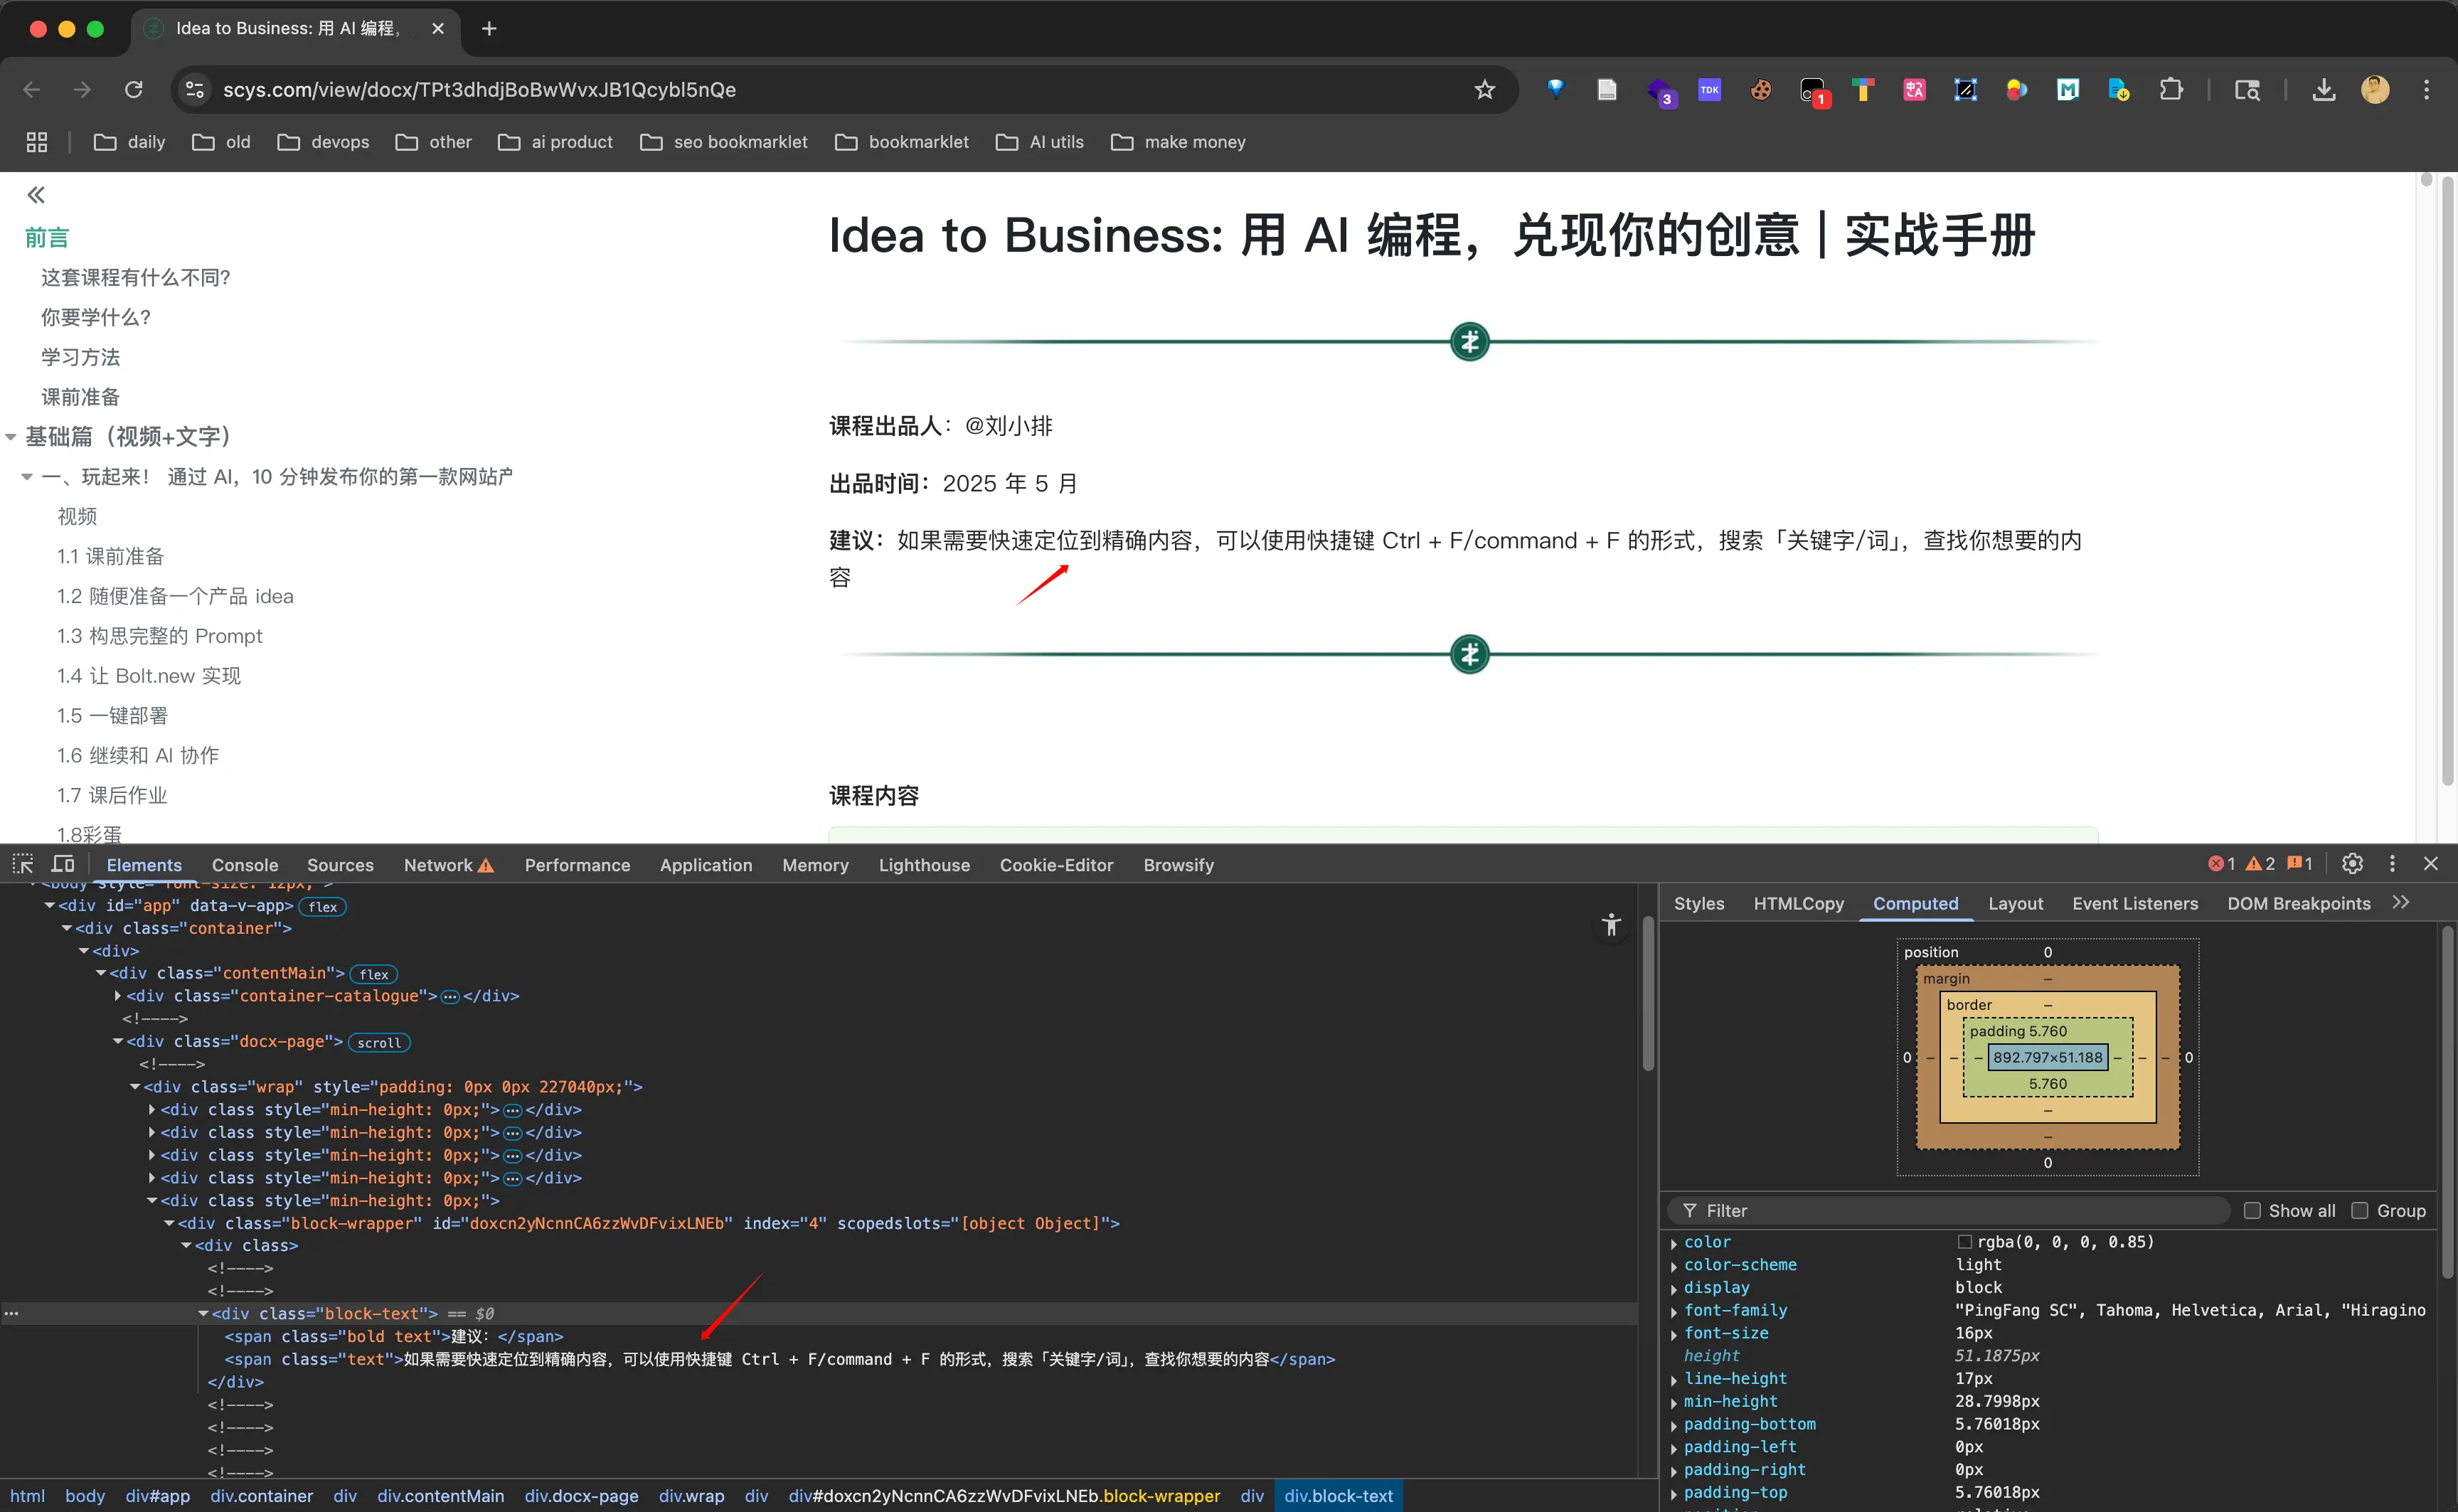 Idea to Business: 用 AI 编程，
scys.com/view/docx/TPt3dhdjBoBwWvxJB1Qcybl5nQe
3
TDK
1
daily
old
devops
other
ai product
seo bookmarklet
bookmarklet
AI utils
make money
前言
这套课程有什么不同?
你要学什么?
学习方法
课前准备
基础篇（视频+文字）
一、玩起来！ 通过 AI，10 分钟发布你的第一款网站产
视频
1.1 课前准备
1.2 随便准备一个产品 idea
1.3 构思完整的 Prompt
1.4 让 Bolt.new 实现
1.5 一键部署
1.6 继续和 AI 协作
1.7 课后作业
1.8彩蛋
Idea to Business: 用 AI 编程，兑现你的创意 | 实战手册
课程出品人：@刘小排
出品时间：2025 年 5 月
建议：如果需要快速定位到精确内容，可以使用快捷键 Ctrl + F/command + F 的形式，搜索「关键字/词」，查找你想要的内
容
课程内容
Elements
Console
Sources
Network
Performance
Application
Memory
Lighthouse
Cookie-Editor
Browsify
1
2
1
<body style="font-size: 12px;">
<div id="app" data-v-app> flex
<div class="container">
<div>
<div class="contentMain"> flex
<div class="container-catalogue">…</div>
<!---->
<div class="docx-page"> scroll
<!---->
<div class="wrap" style="padding: 0px 0px 227040px;">
<div class style="min-height: 0px;">…</div>
<div class style="min-height: 0px;">…</div>
<div class style="min-height: 0px;">…</div>
<div class style="min-height: 0px;">…</div>
<div class style="min-height: 0px;">
<div class="block-wrapper" id="doxcn2yNcnnCA6zzWvDFvixLNEb" index="4" scopedslots="[object Object]">
<div class>
<!---->
<!---->
<div class="block-text"> == $0
<span class="bold text">建议：</span>
<span class="text">如果需要快速定位到精确内容，可以使用快捷键 Ctrl + F/command + F 的形式，搜索「关键字/词」，查找你想要的内容</span>
</div>
<!---->
<!---->
<!---->
<!---->
html body div#app div.container div div.contentMain div.docx-page div.wrap div div#doxcn2yNcnnCA6zzWvDFvixLNEb.block-wrapper div div.block-text
Styles
HTMLCopy
Computed
Layout
Event Listeners
DOM Breakpoints
position 0
margin –
border –
padding 5.760
0 – – – 892.797×51.188 – – – 0
5.760
–
–
0
Filter
Show all
Group
color rgba(0, 0, 0, 0.85)
color-scheme light
display block
font-family "PingFang SC", Tahoma, Helvetica, Arial, "Hiragino
font-size 16px
height 51.1875px
line-height 17px
min-height 28.7998px
padding-bottom 5.76018px
padding-left 0px
padding-right 0px
padding-top 5.76018px